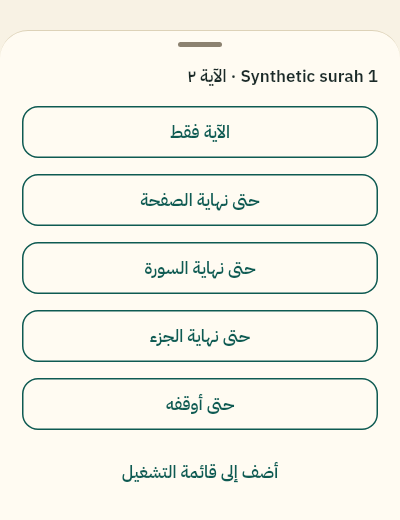 Synthetic surah 1 · الآية ٢
الآية فقط
حتى نهاية الصفحة
حتى نهاية السورة
حتى نهاية الجزء
حتى أوقفه
أضف إلى قائمة التشغيل